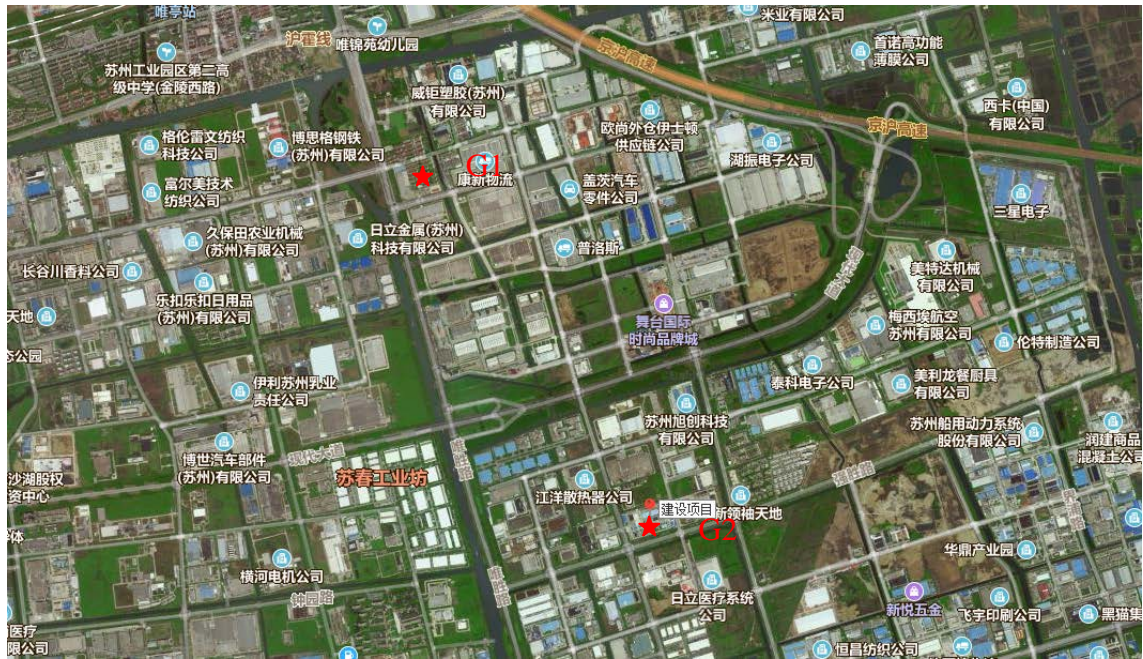 唯亭站
沪霍线
唯锦苑幼儿园
苏州工业园区第二高
级中学(金陵西路)
米业有限公司
首诺高功能
薄膜公司
京沪高速
西卡(中国)
有限公司
威钜塑胶(苏州)
有限公司
格伦雷文纺织
科技公司
博思格钢铁
(苏州)有限公司
欧尚外仓伊士顿
供应链公司
湖振电子公司
京沪高速
G1
康新物流
富尔美技术
纺织公司
盖茨汽车
零件公司
三星电子
久保田农业机械
(苏州)有限公司
日立金属(苏州)
科技有限公司
普洛斯
长谷川香料公司
美特达机械
有限公司
乐扣乐扣日用品
(苏州)有限公司
天地
舞台国际
时尚品牌城
梅西埃航空
苏州有限公司
伦特制造公司
态公园
伊利苏州乳业
责任公司
泰科电子公司
美利龙餐厨具
有限公司
苏州旭创科技
有限公司
苏州船用动力系统
股份有限公司
润建商品
混凝土公司
博世汽车部件
(苏州)有限公司
现代大道
苏春工业坊
沙湖股权
资中心
江洋散热器公司
建设项目
新领袖天地
G2
华鼎产业园
横河电机公司
钟园路
日立医疗系统
公司
新悦五金
飞宇印刷公司
黑猫集
医疗
限公司
恒昌纺织公司